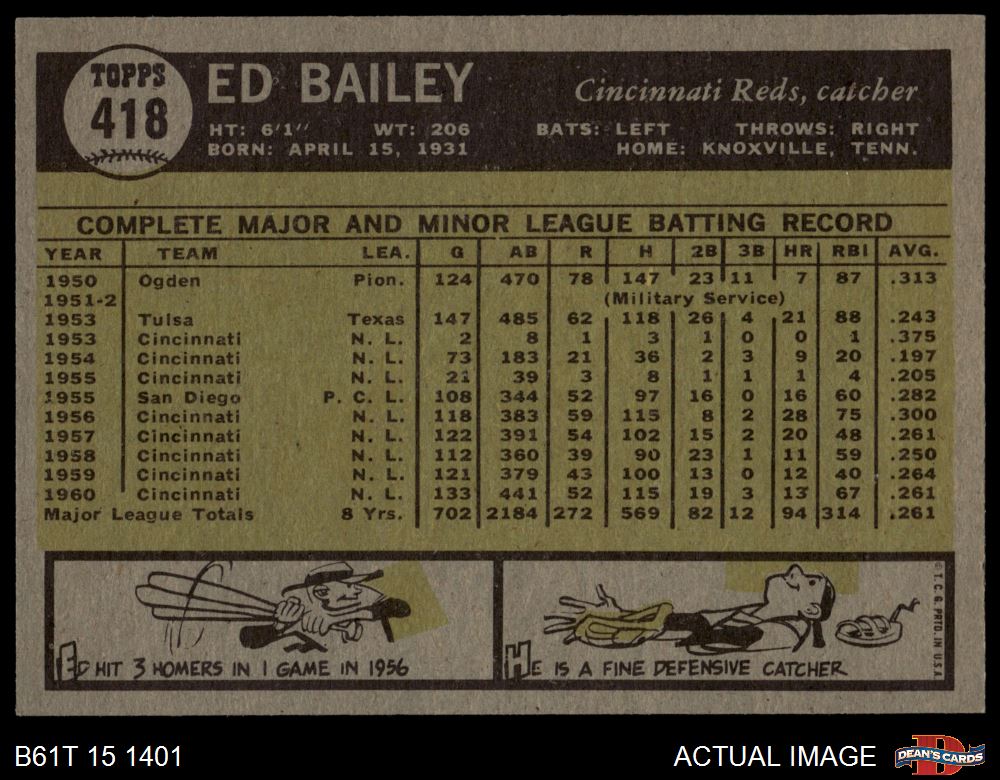 TOPPS
418
ED BAILEY
Cincinnati Reds, catcher
HT: 6'1" WT: 206 BATS: LEFT THROWS: RIGHT
BORN: APRIL 15, 1931 HOME: KNOXVILLE, TENN.
COMPLETE MAJOR AND MINOR LEAGUE BATTING RECORD
YEAR TEAM LEA. G AB R H 2B 3B HR RBI AVG.
1950 Ogden Pion. 124 470 78 147 23 11 7 87 .313
1951-2 (Military Service)
1953 Tulsa Texas 147 485 62 118 26 4 21 88 .243
1953 Cincinnati N. L. 2 8 1 3 1 0 0 1 .375
1954 Cincinnati N. L. 73 183 21 36 2 3 9 20 .197
1955 Cincinnati N. L. 21 39 3 8 1 1 1 4 .205
1955 San Diego P. C. L. 108 344 52 97 16 0 16 60 .282
1956 Cincinnati N. L. 118 383 59 115 8 2 28 75 .300
1957 Cincinnati N. L. 122 391 54 102 15 2 20 48 .261
1958 Cincinnati N. L. 112 360 39 90 23 1 11 59 .250
1959 Cincinnati N. L. 121 379 43 100 13 0 12 40 .264
1960 Cincinnati N. L. 133 441 52 115 19 3 13 67 .261
Major League Totals 8 Yrs. 702 2184 272 569 82 12 94 314 .261
ED HIT 3 HOMERS IN 1 GAME IN 1956
HE IS A FINE DEFENSIVE CATCHER
© T. C. G. PRTD. IN U.S.A.
B61T 15 1401
ACTUAL IMAGE
D
DEAN'S CARDS